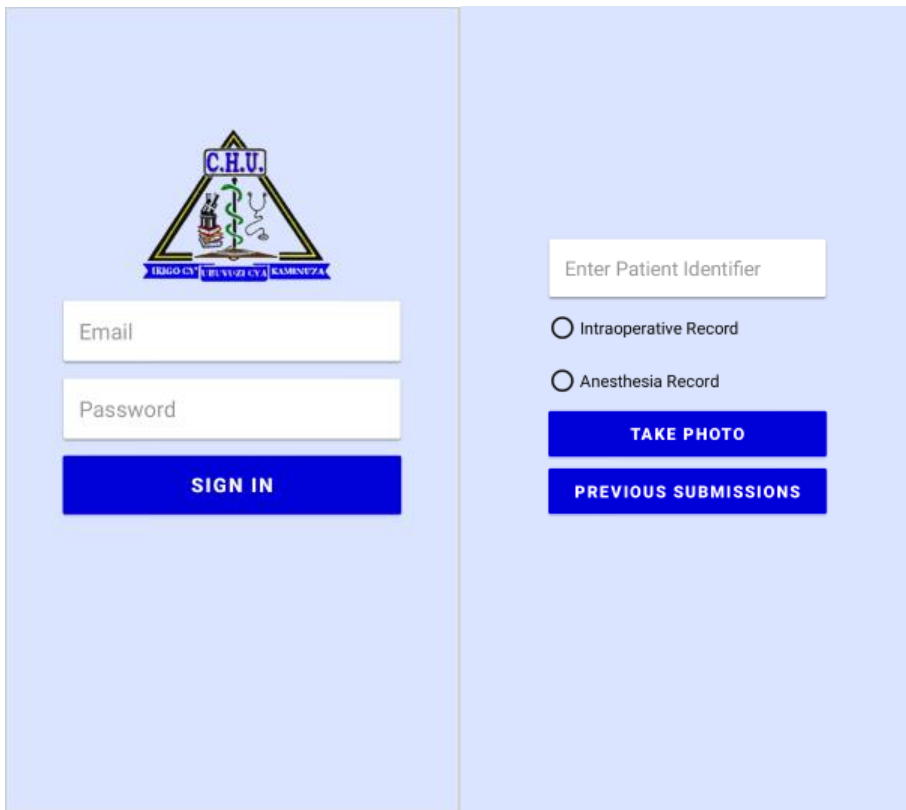 C.H.U.
IKIGO CY' UBUVUZI CYA KAMINUZA
Email
Password
SIGN IN
Enter Patient Identifier
Intraoperative Record
Anesthesia Record
TAKE PHOTO
PREVIOUS SUBMISSIONS